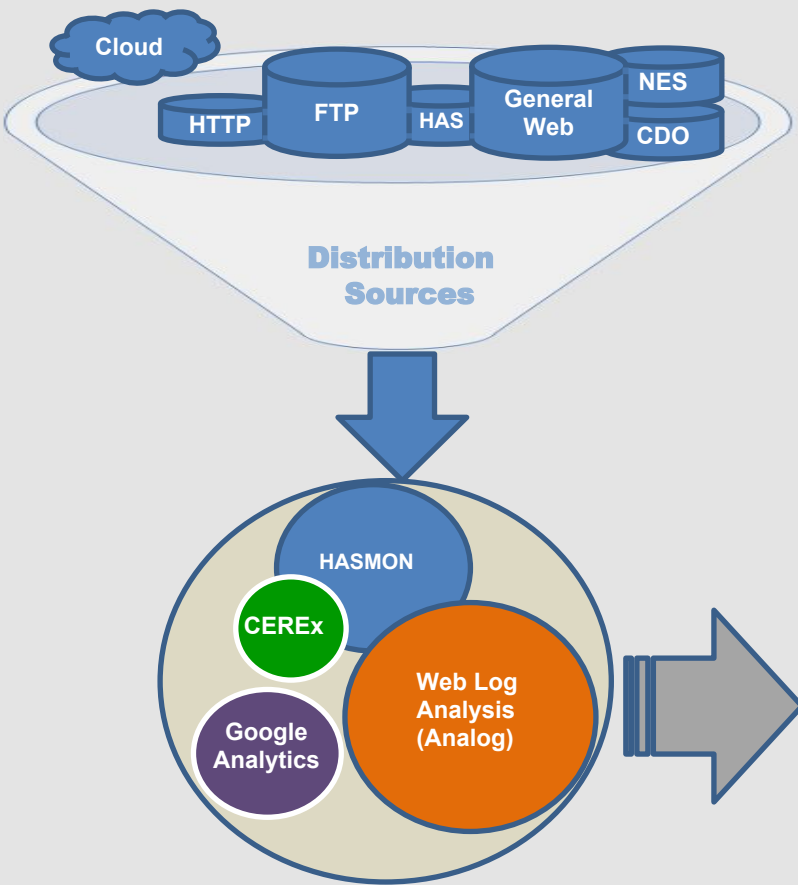 Cloud
HTTP
FTP
HAS
General
Web
NES
CDO
Distribution
Sources
HASMON
CEREx
Web Log
Analysis
(Analog)
Google
Analytics